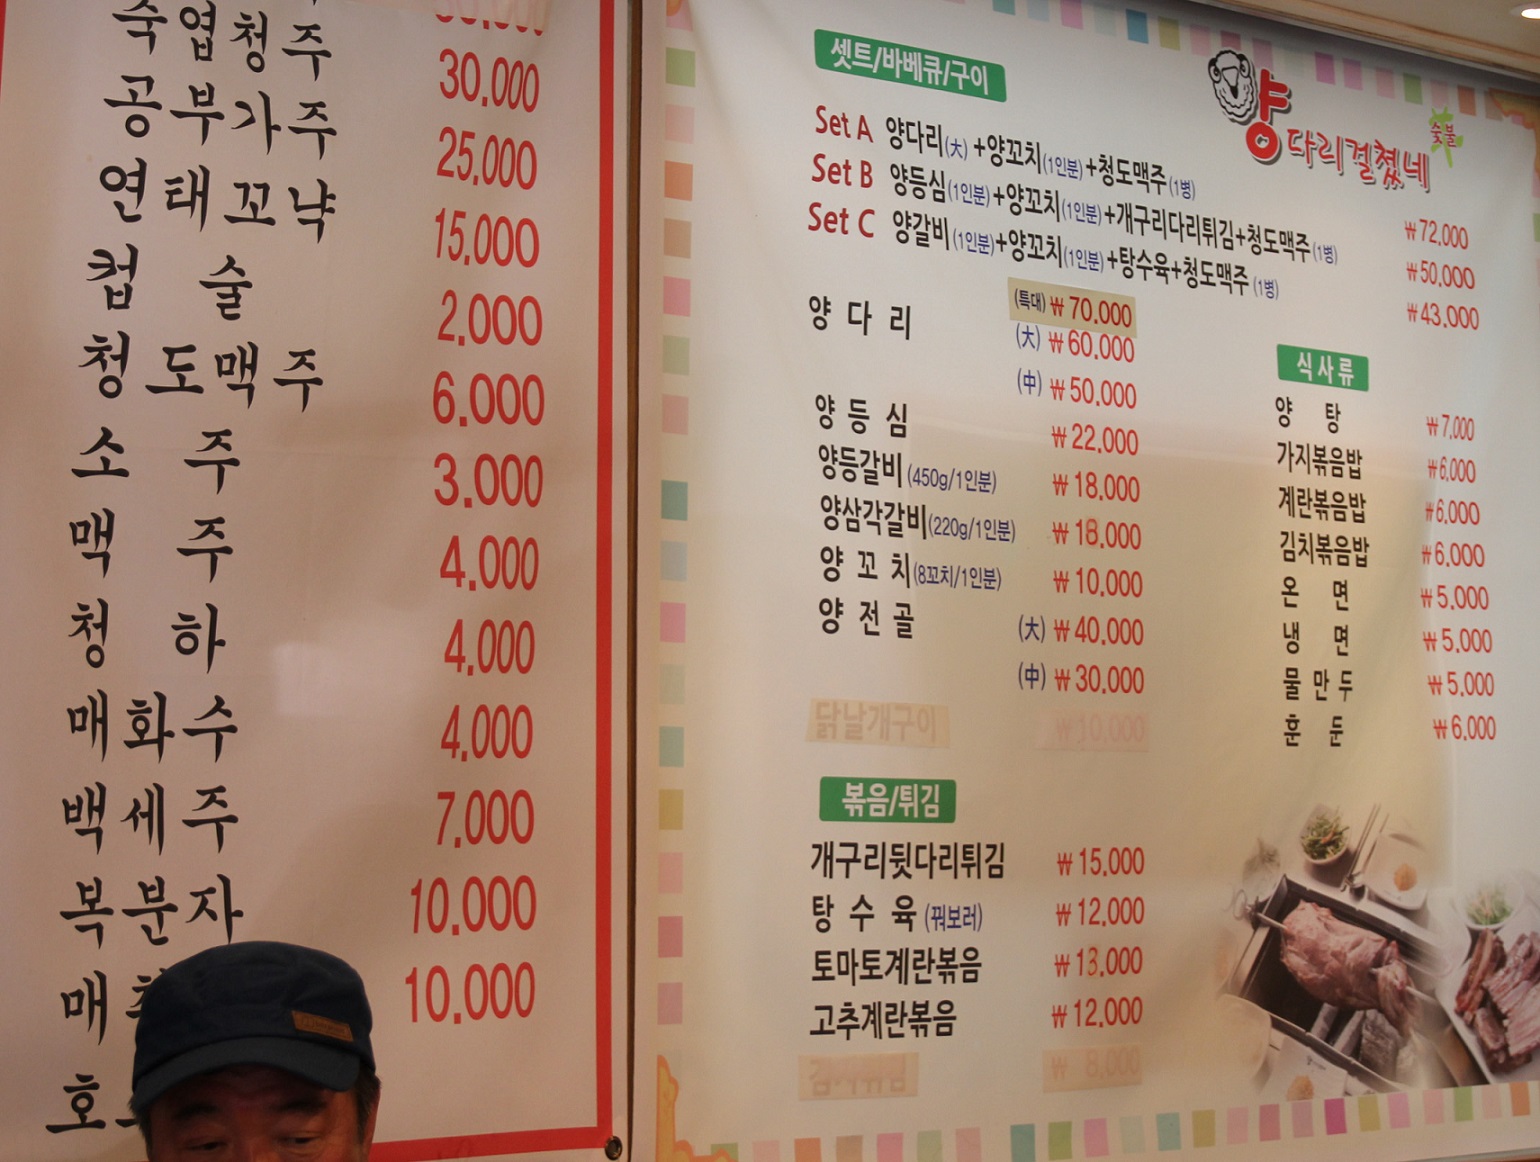 숙엽청주
30,000
공부가주
25,000
연태꼬냑
15,000
컵 술
2,000
청도맥주
6,000
소 주
3,000
맥 주
4,000
청 하
4,000
매화수
4,000
백세주
7,000
복분자
10,000
매
10,000
호
셋트/바베큐/구이
양다리걸쳤네
숯불
Set A 양다리(大)+양꼬치(1인분)+청도맥주(1병) ₩72,000
Set B 양등심(1인분)+양꼬치(1인분)+개구리다리튀김+청도맥주(1병) ₩50,000
Set C 양갈비(1인분)+양꼬치(1인분)+탕수육+청도맥주(1병) ₩43,000
양 다 리 (특대) ₩70,000
(大) ₩60,000
(中) ₩50,000
양 등 심 ₩22,000
양등갈비(450g/1인분) ₩18,000
양삼각갈비(220g/1인분) ₩18,000
양 꼬 치(8꼬치/1인분) ₩10,000
양 전 골 (大) ₩40,000
(中) ₩30,000
닭날개구이 ₩10,000
볶음/튀김
개구리뒷다리튀김 ₩15,000
탕 수 육 (꿔보러) ₩12,000
토마토계란볶음 ₩13,000
고추계란볶음 ₩12,000
₩ 8,000
식사류
양 탕 ₩7,000
가지볶음밥 ₩6,000
계란볶음밥 ₩6,000
김치볶음밥 ₩6,000
온 면 ₩5,000
냉 면 ₩5,000
물 만 두 ₩5,000
훈 둔 ₩6,000